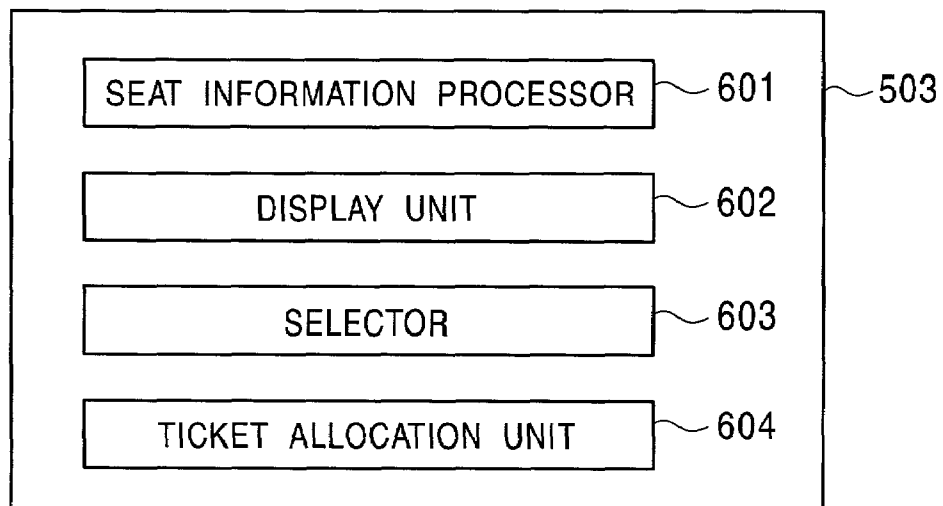 SEAT INFORMATION PROCESSOR 601 503
DISPLAY UNIT 602
SELECTOR 603
TICKET ALLOCATION UNIT 604